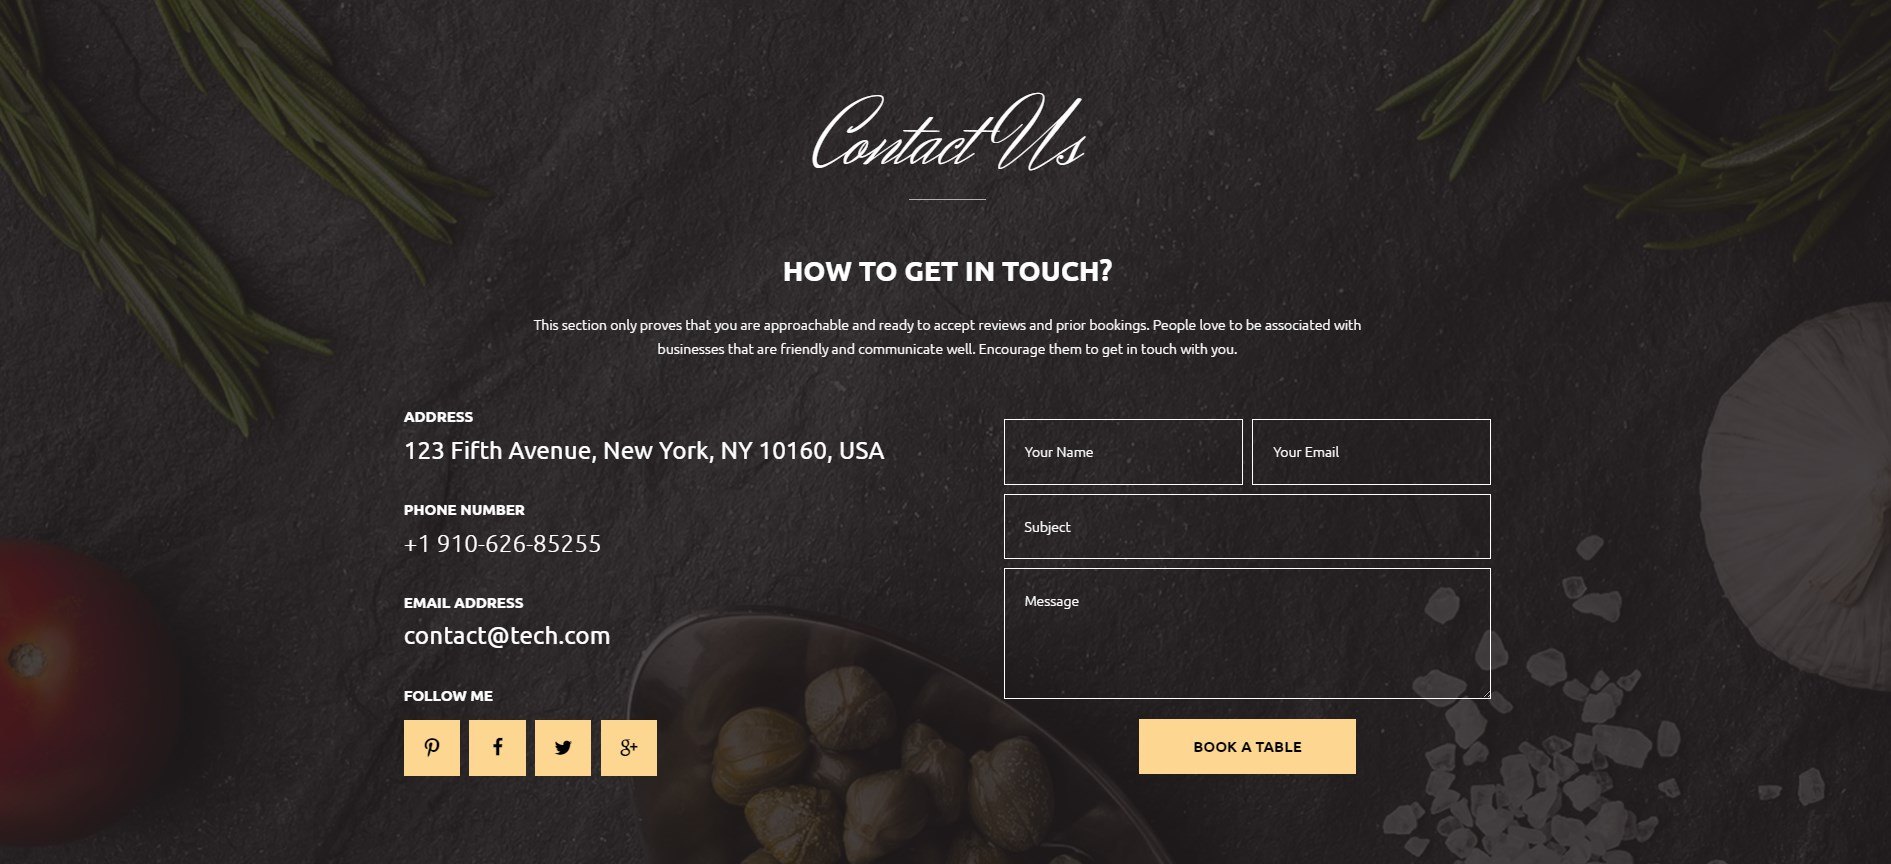 Contact Us
HOW TO GET IN TOUCH?
This section only proves that you are approachable and ready to accept reviews and prior bookings. People love to be associated with
businesses that are friendly and communicate well. Encourage them to get in touch with you.
ADDRESS
123 Fifth Avenue, New York, NY 10160, USA
PHONE NUMBER
+1 910-626-85255
EMAIL ADDRESS
contact@tech.com
FOLLOW ME
Your Name
Your Email
Subject
Message
BOOK A TABLE